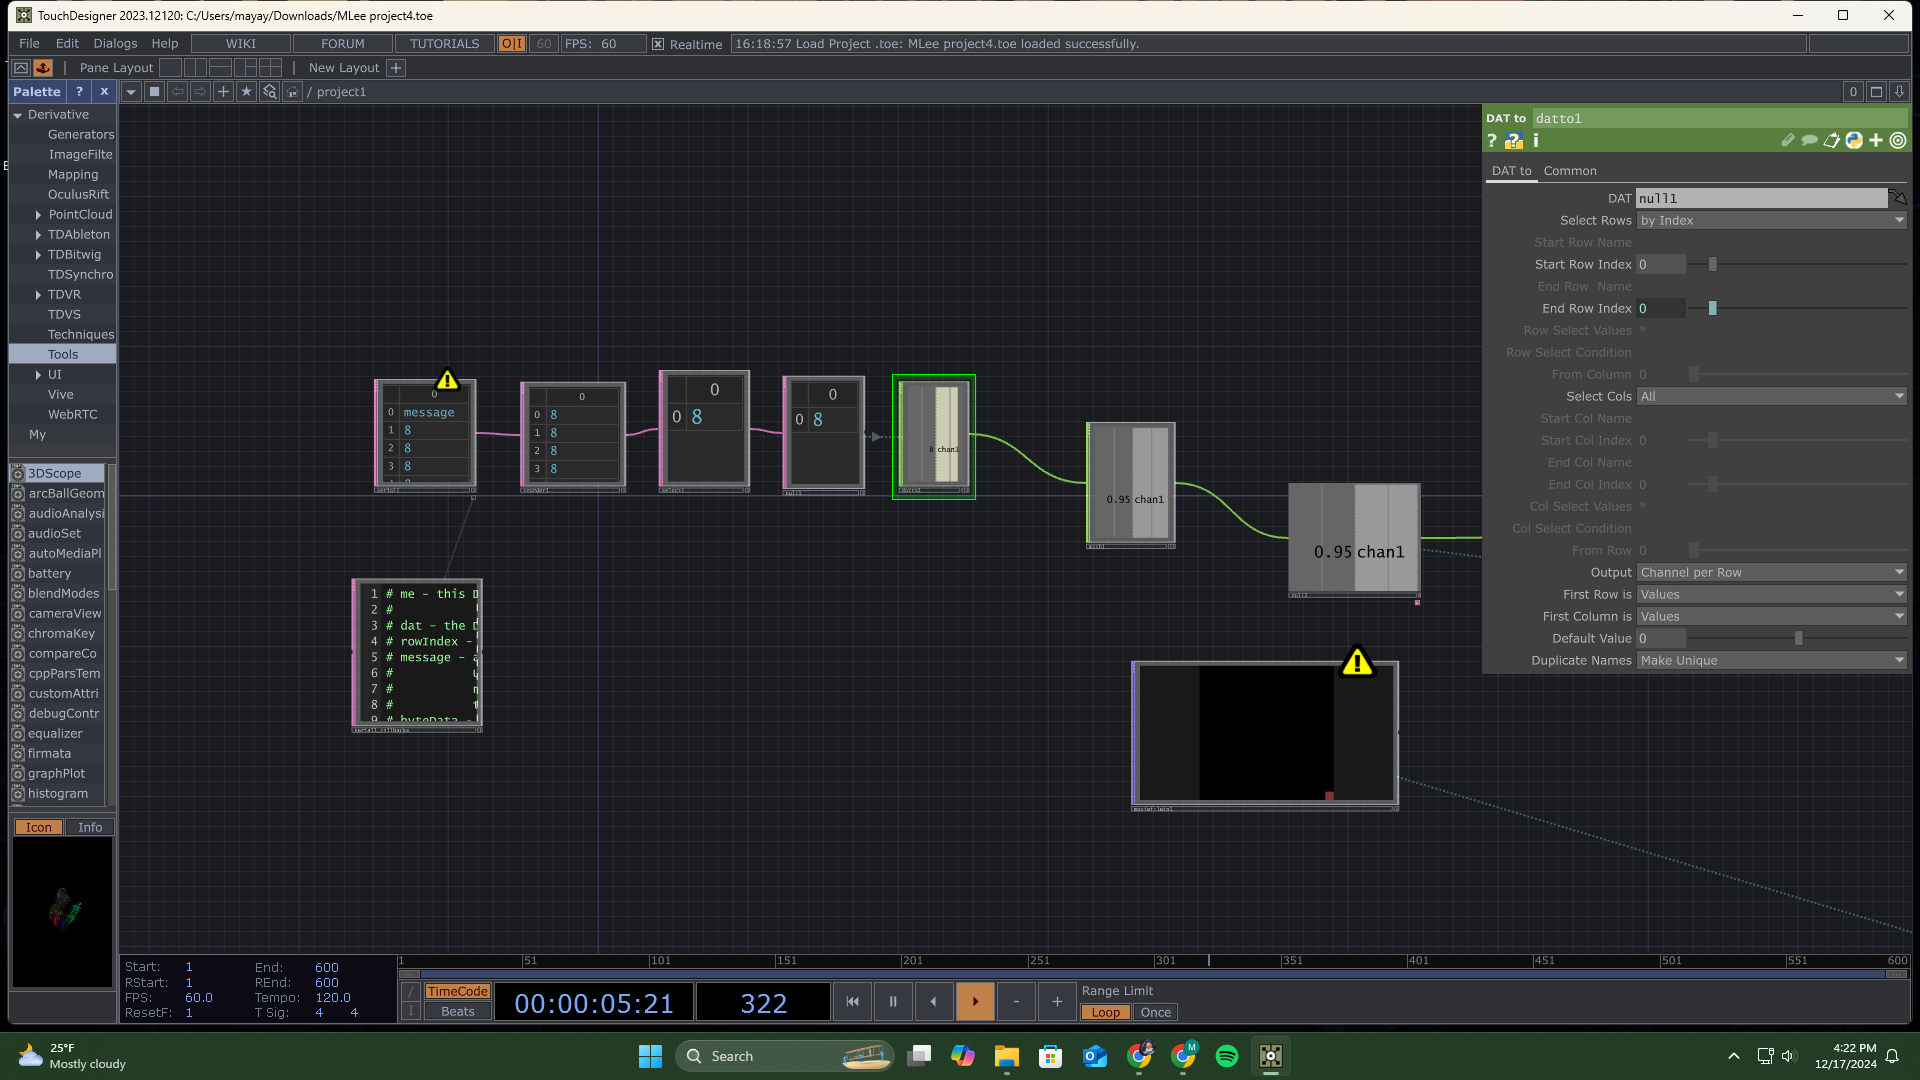 TouchDesigner 2023.12120: C:/Users/mayay/Downloads/MLee project4.toe
File Edit Dialogs Help WIKI FORUM TUTORIALS O|I 60 FPS: 60 Realtime 16:18:57 Load Project .toe: MLee project4.toe loaded successfully.
Pane Layout New Layout +
Palette ? x / project1 0
Derivative
Generators
ImageFilte
Mapping
OculusRift
PointCloud
TDAbleton
TDBitwig
TDSynchro
TDVR
TDVS
Techniques
Tools
UI
Vive
WebRTC
My
3DScope
arcBallGeom
audioAnalysi
audioSet
autoMediaPl
battery
blendModes
cameraView
chromaKey
compareCo
cppParsTem
customAttri
debugContr
equalizer
firmata
graphPlot
histogram
Icon Info
0
0 message
1 8
2 8
3 8
serial1
0
0 8
1 8
2 8
3 8
reorder1
0
0 8
select1
0
0 8
null1
8 chan1
datto1
0.95 chan1
math1
0.95 chan1
null2
1 # me - this D
2 #
3 # dat - the D
4 # rowIndex -
5 # message - a
6 #
7 #
8 #
9 # byteData -
serial1_callbacks
moviefilein1
DAT to datto1
? ? i
DAT to Common
DAT null1
Select Rows by Index
Start Row Name
Start Row Index 0
End Row Name
End Row Index 0
Row Select Values
Row Select Condition
From Column 0
Select Cols All
Start Col Name
Start Col Index 0
End Col Name
End Col Index 0
Col Select Values
Col Select Condition
From Row 0
Output Channel per Row
First Row is Values
First Column is Values
Default Value 0
Duplicate Names Make Unique
Start: 1 End: 600
RStart: 1 REnd: 600
FPS: 60.0 Tempo: 120.0
ResetF: 1 T Sig: 4 4
1 51 101 151 201 251 301 351 401 451 501 551 600
/ TimeCode
I Beats
00:00:05:21 322 - +
Range Limit
Loop Once
25°F
Mostly cloudy
Search
M
4:22 PM
12/17/2024